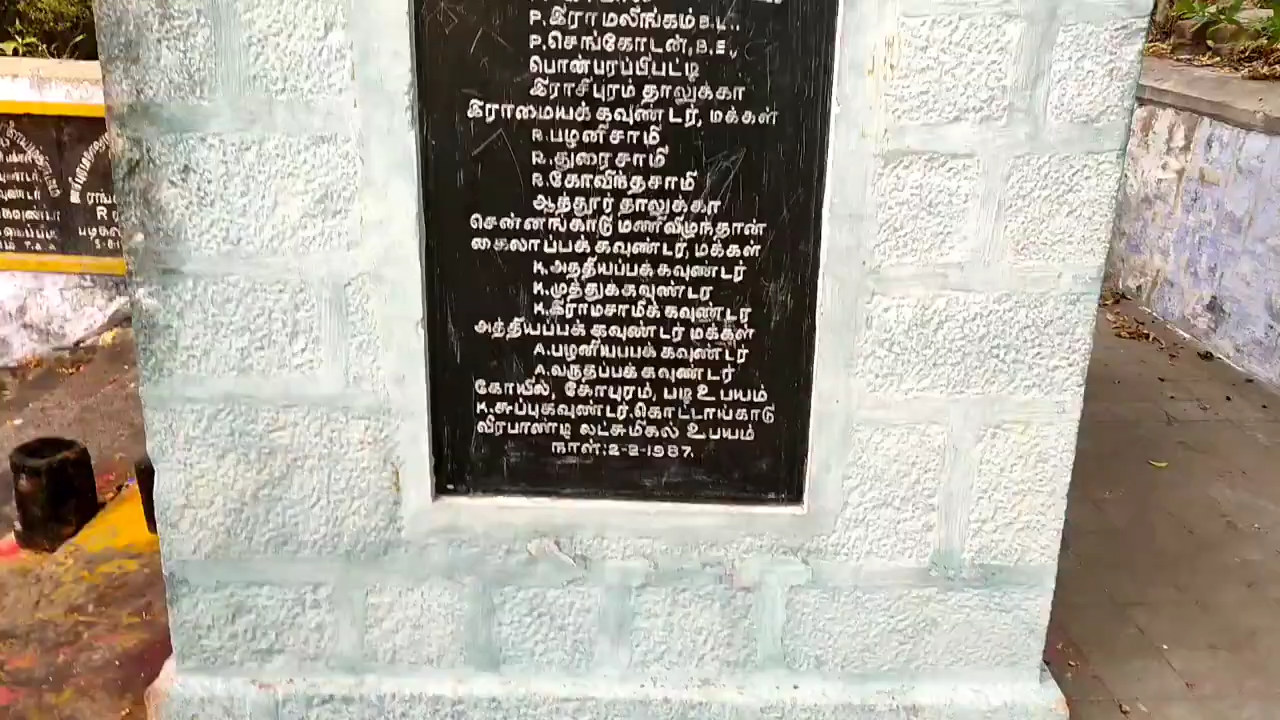 P.இராமலிங்கம் B.L.,
P.செங்கோடன், B.E.,
பொன்பரப்பிபட்டி
இராசிபுரம் தாலுக்கா
இராமையக் கவுண்டர், மக்கள்
R.பழனிசாமி
R.துரைசாமி
R.கோவிந்தசாமி
ஆத்தூர் தாலுக்கா
சென்னங்காடு மணிவிழுந்தான்
கைலாப்பக் கவுண்டர், மக்கள்
K.அத்தியப்பக் கவுண்டர்
K.முத்துக்கவுண்டர்
K.இராமசாமிக் கவுண்டர்
அத்தியப்பக் கவுண்டர் மக்கள்
A.பழனியப்பக் கவுண்டர்
A.வருதப்பக் கவுண்டர்
கோயில், கோபுரம், படி உபயம்
K.சுப்புகவுண்டர், கொட்டாய்காடு
வீரபாண்டி லட்சுமிகல் உபயம்
நாள்:2-2-1987.